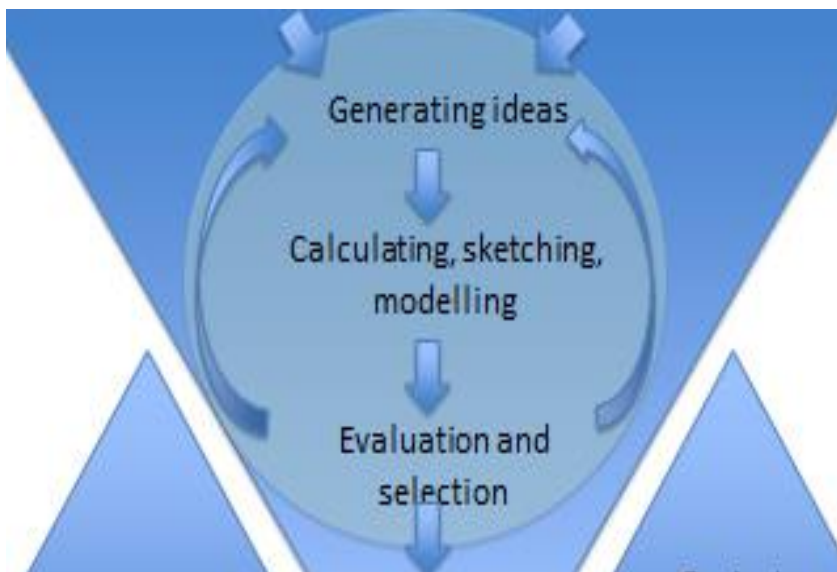 Generating ideas
Calculating, sketching,
modelling
Evaluation and
selection